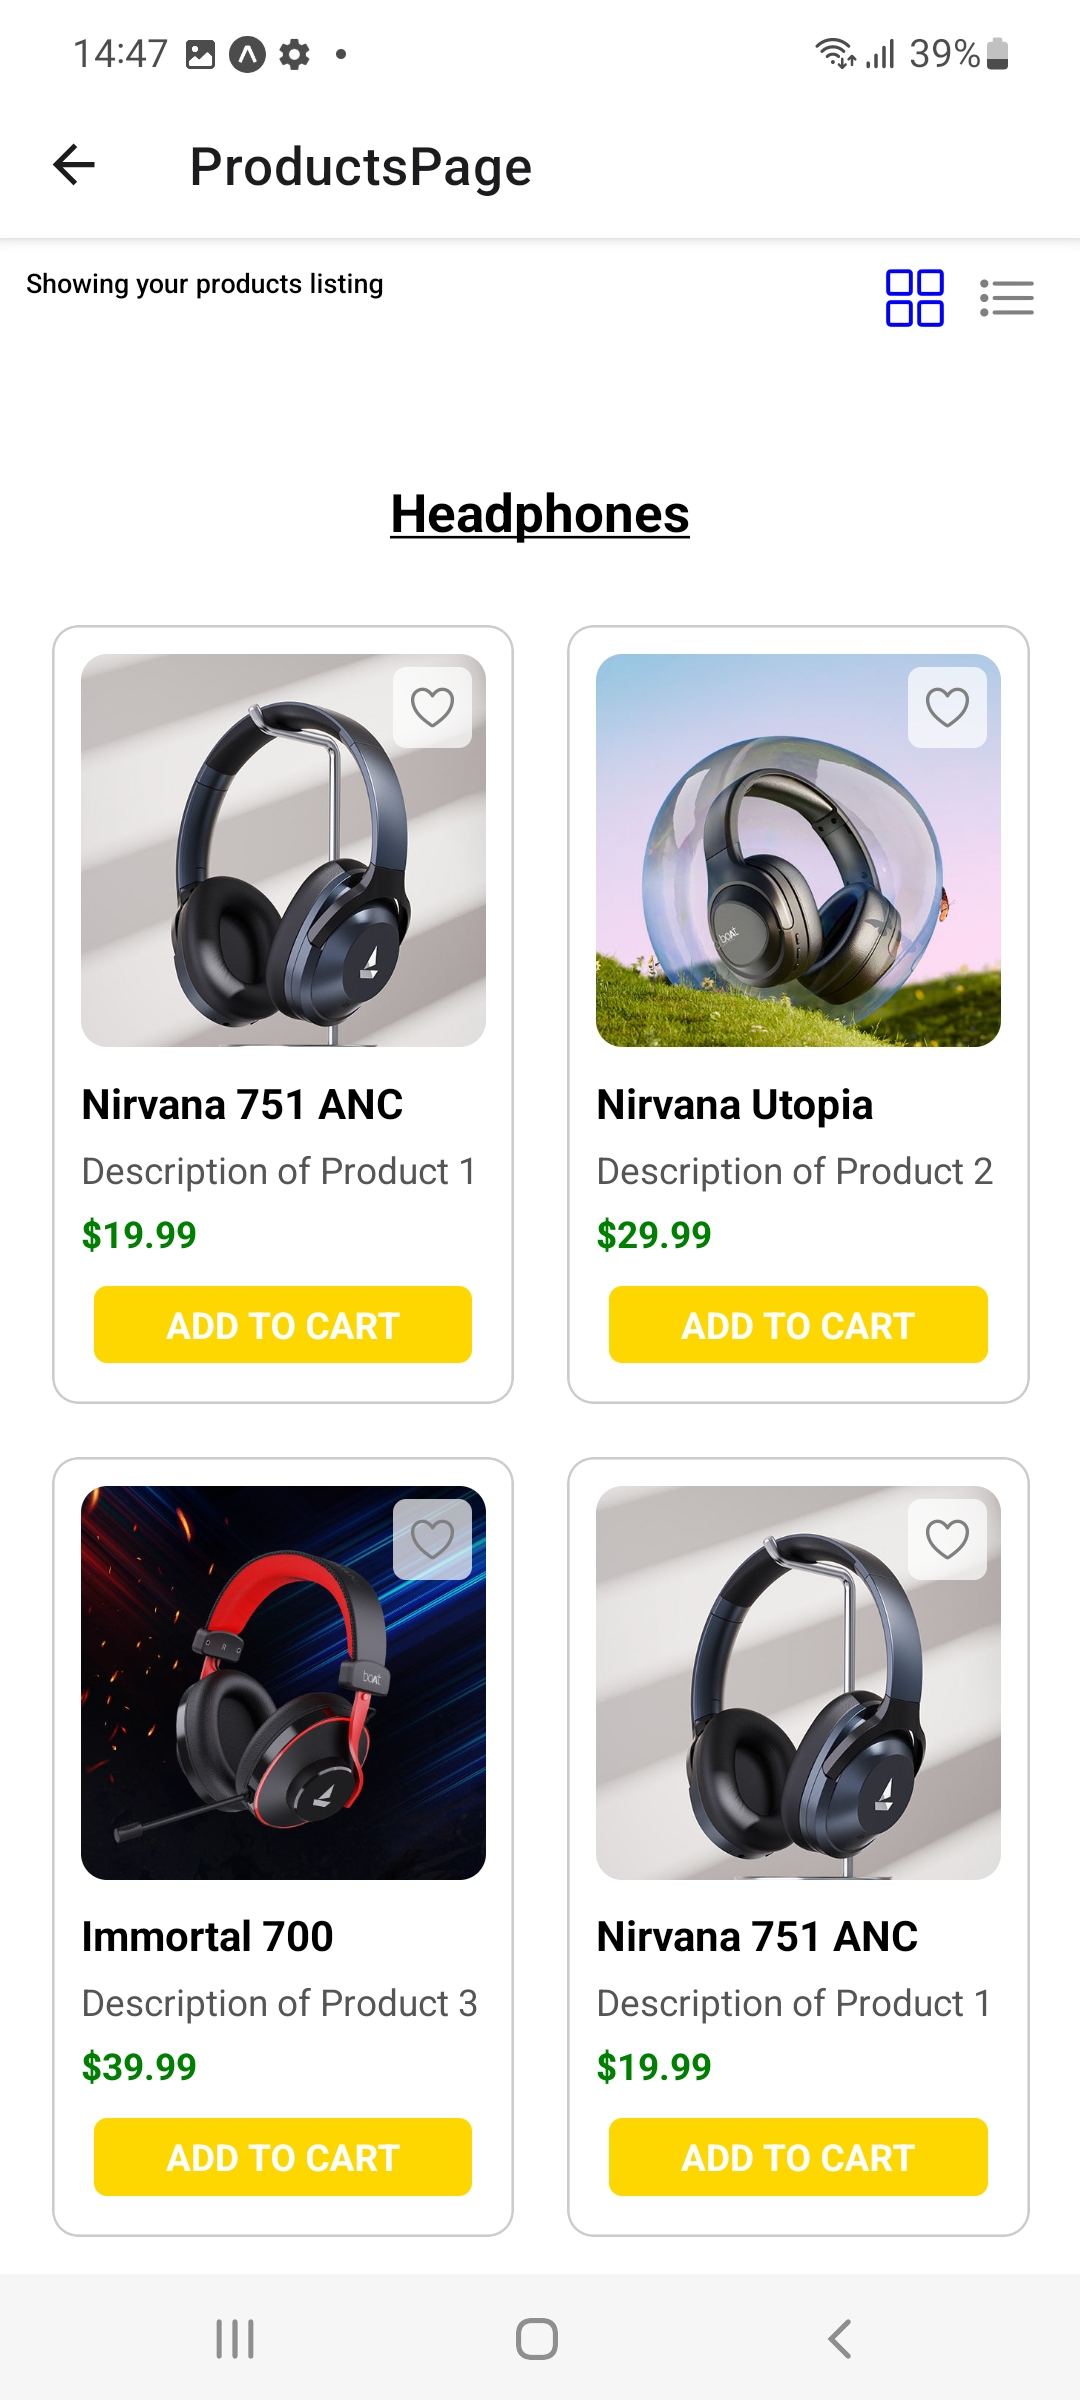 14:47
39%
ProductsPage
Showing your products listing
Headphones
Nirvana 751 ANC
Description of Product 1
$19.99
ADD TO CART
boAt
Nirvana Utopia
Description of Product 2
$29.99
ADD TO CART
R
boAt
Immortal 700
Description of Product 3
$39.99
ADD TO CART
Nirvana 751 ANC
Description of Product 1
$19.99
ADD TO CART